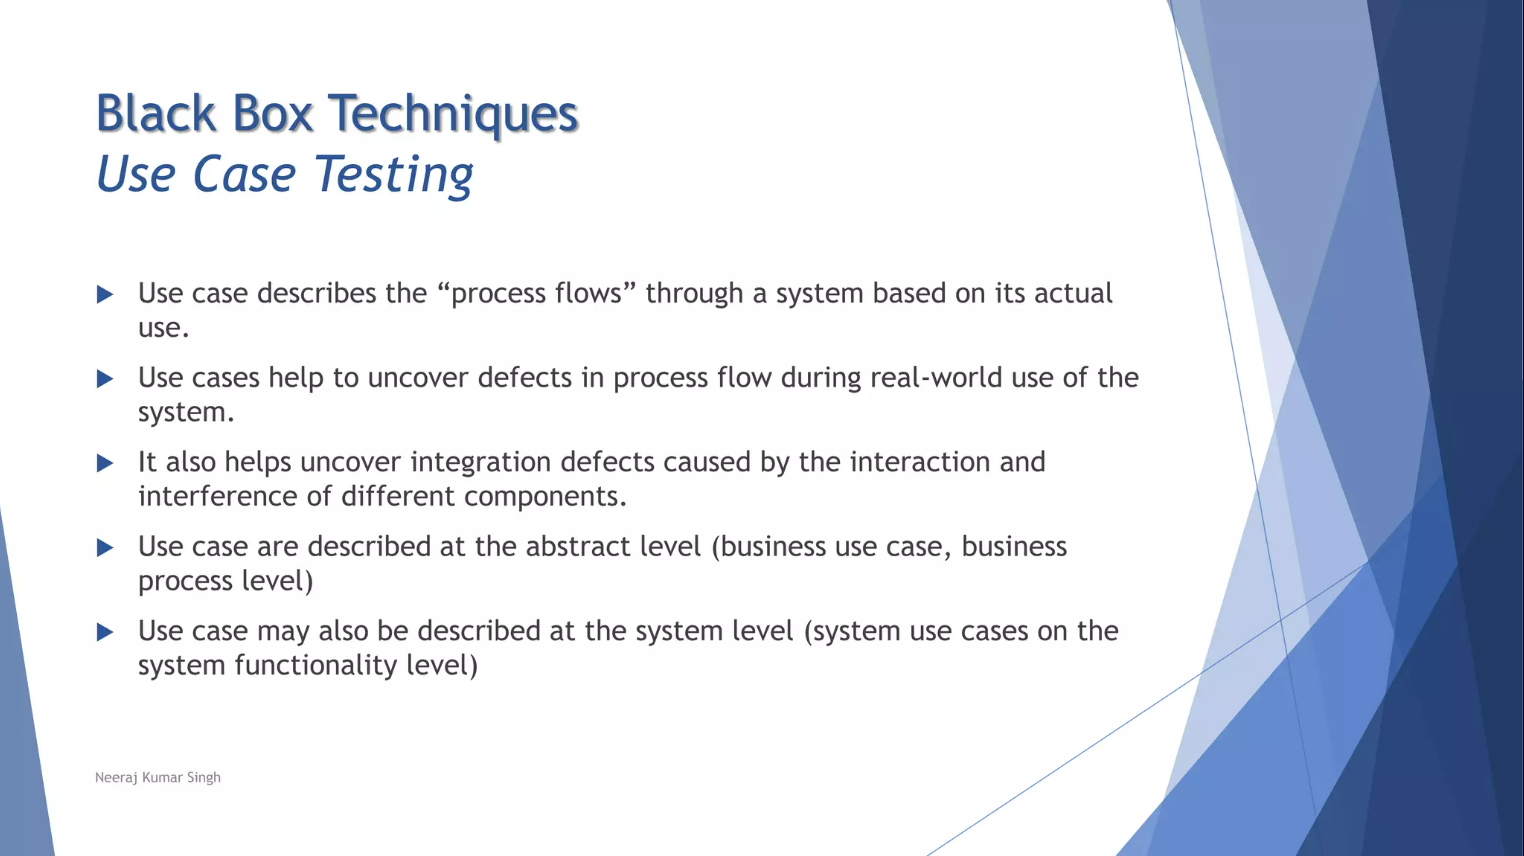 Black Box Techniques
Use Case Testing
Use case describes the “process flows” through a system based on its actual
use.
Use cases help to uncover defects in process flow during real-world use of the
system.
It also helps uncover integration defects caused by the interaction and
interference of different components.
Use case are described at the abstract level (business use case, business
process level)
Use case may also be described at the system level (system use cases on the
system functionality level)
Neeraj Kumar Singh